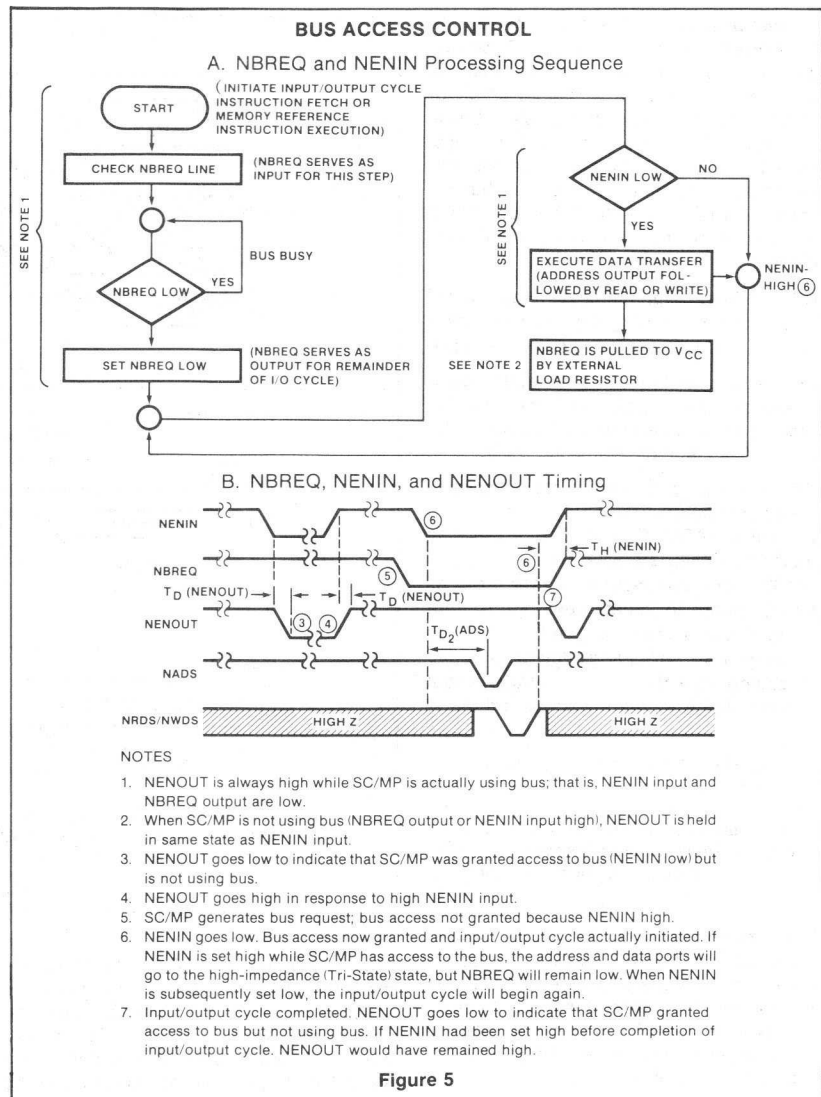 BUS ACCESS CONTROL
A. NBREQ and NENIN Processing Sequence
START
(INITIATE INPUT/OUTPUT CYCLE
INSTRUCTION FETCH OR
MEMORY REFERENCE
INSTRUCTION EXECUTION)
CHECK NBREQ LINE
(NBREQ SERVES AS
INPUT FOR THIS STEP)
SEE NOTE 1
BUS BUSY
NBREQ LOW
YES
SET NBREQ LOW
(NBREQ SERVES AS
OUTPUT FOR REMAINDER
OF I/O CYCLE)
NENIN LOW
NO
YES
SEE NOTE 1
EXECUTE DATA TRANSFER
(ADDRESS OUTPUT FOL-
LOWED BY READ OR WRITE)
NENIN-
HIGH ⑥
SEE NOTE 2
NBREQ IS PULLED TO VCC
BY EXTERNAL
LOAD RESISTOR
B. NBREQ, NENIN, and NENOUT Timing
NENIN
⑥
NBREQ
⑤
⑥
TH (NENIN)
TD (NENOUT)
TD (NENOUT)
⑦
NENOUT
③
④
TD2(ADS)
NADS
NRDS/NWDS
HIGH Z
HIGH Z
NOTES
1. NENOUT is always high while SC/MP is actually using bus; that is, NENIN input and
NBREQ output are low.
2. When SC/MP is not using bus (NBREQ output or NENIN input high), NENOUT is held
in same state as NENIN input.
3. NENOUT goes low to indicate that SC/MP was granted access to bus (NENIN low) but
is not using bus.
4. NENOUT goes high in response to high NENIN input.
5. SC/MP generates bus request; bus access not granted because NENIN high.
6. NENIN goes low. Bus access now granted and input/output cycle actually initiated. If
NENIN is set high while SC/MP has access to the bus, the address and data ports will
go to the high-impedance (Tri-State) state, but NBREQ will remain low. When NENIN
is subsequently set low, the input/output cycle will begin again.
7. Input/output cycle completed. NENOUT goes low to indicate that SC/MP granted
access to bus but not using bus. If NENIN had been set high before completion of
input/output cycle. NENOUT would have remained high.
Figure 5